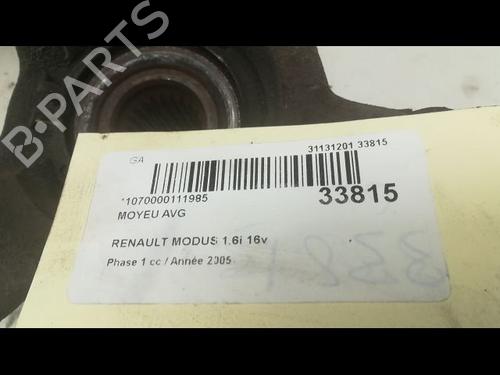 B-PARTS
GA
31131201 33815
*1070000111985
33815
MOYEU AVG
RENAULT MODUS 1.6i 16v
Phase 1 cc / Année 2005